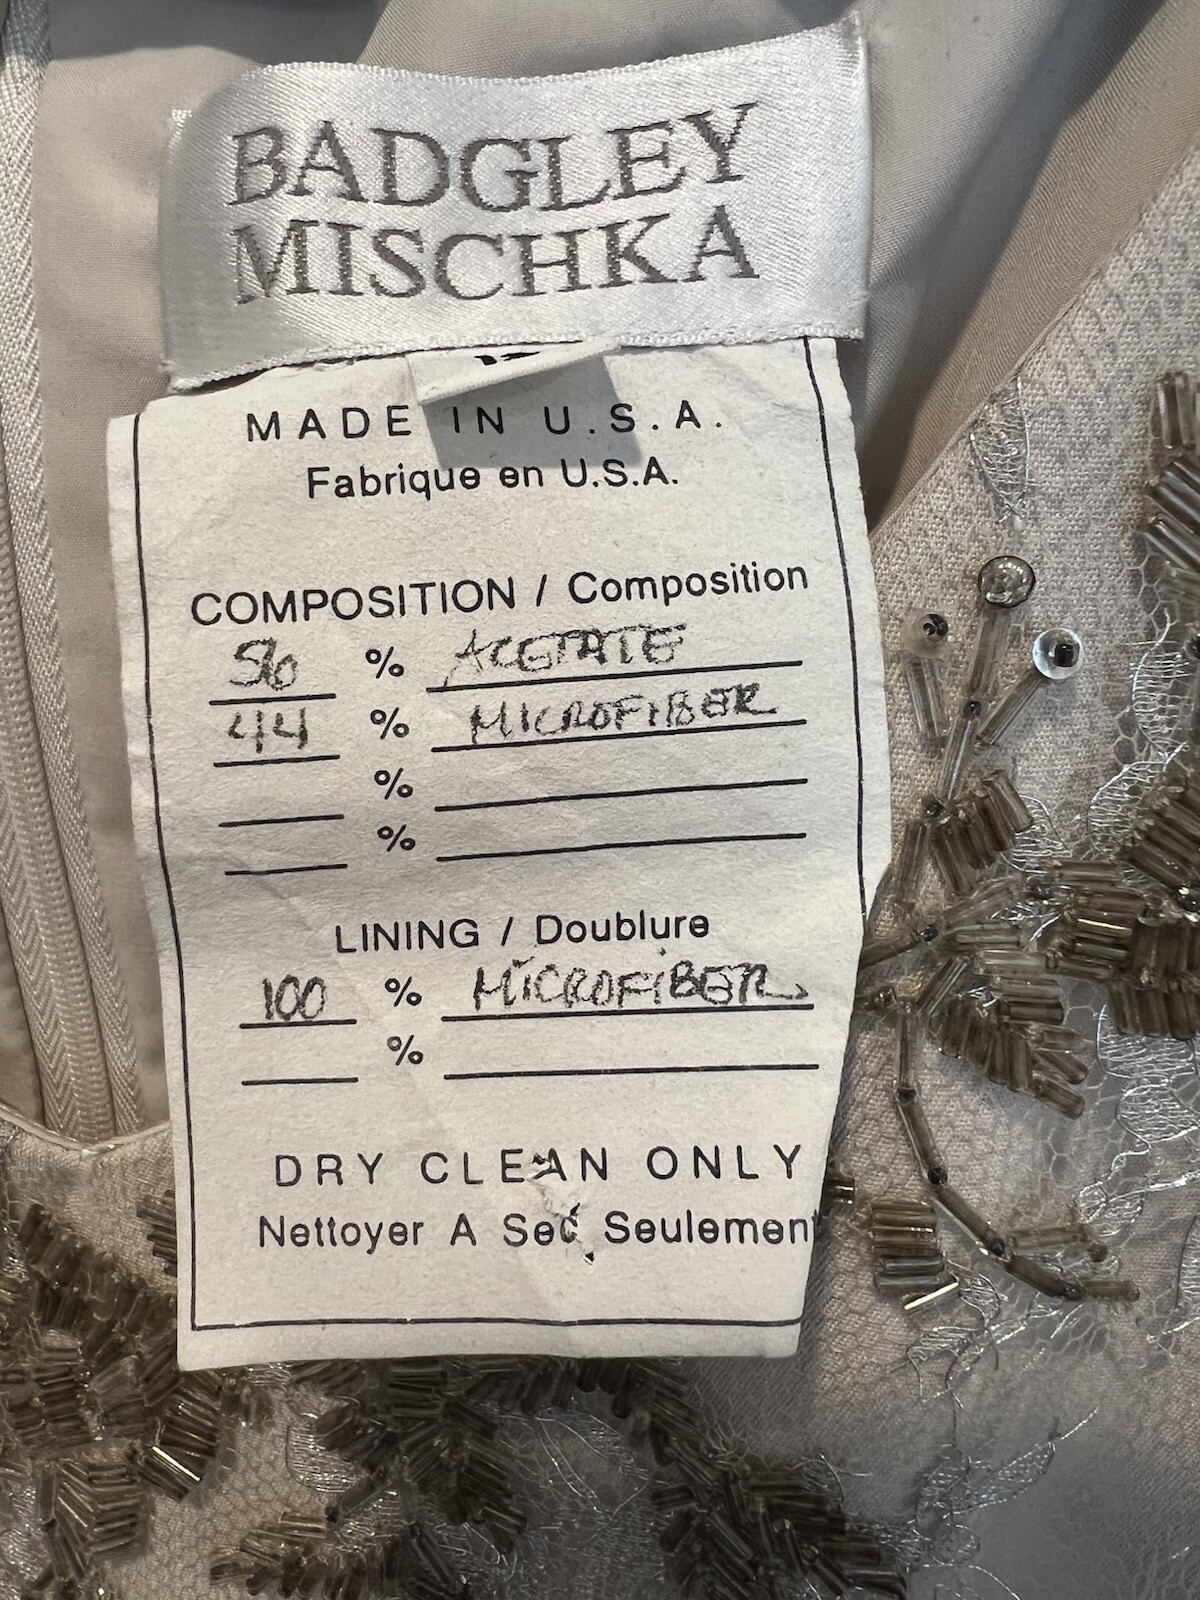 BADGLEY
MISCHKA
MADE IN U.S.A.
Fabrique en U.S.A.
COMPOSITION / Composition
56 % ACETATE
44 % MICROFIBER
%
%
LINING / Doublure
100 % MICROFIBER
%
DRY CLEAN ONLY
Nettoyer A Sec Seulement